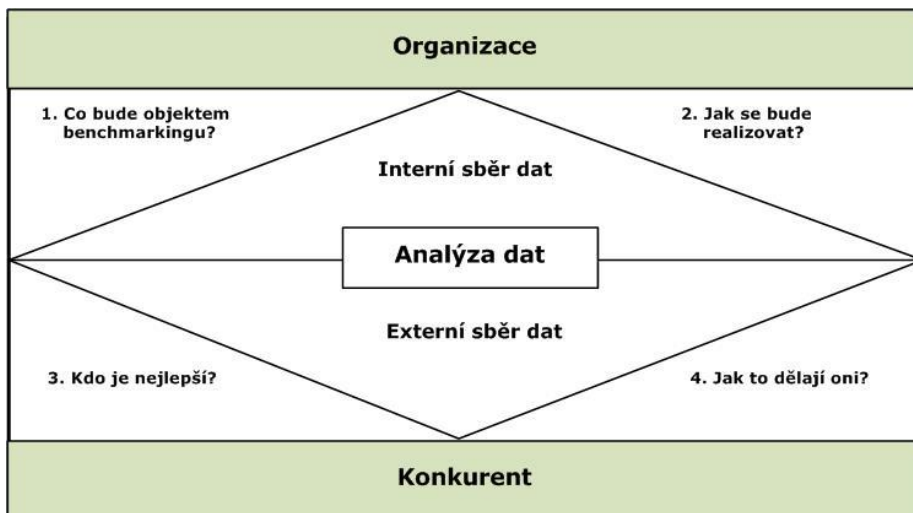 Organizace
1. Co bude objektem
benchmarkingu?
2. Jak se bude
realizovat?
Interní sběr dat
Analýza dat
Externí sběr dat
3. Kdo je nejlepší?
4. Jak to dělají oni?
Konkurent